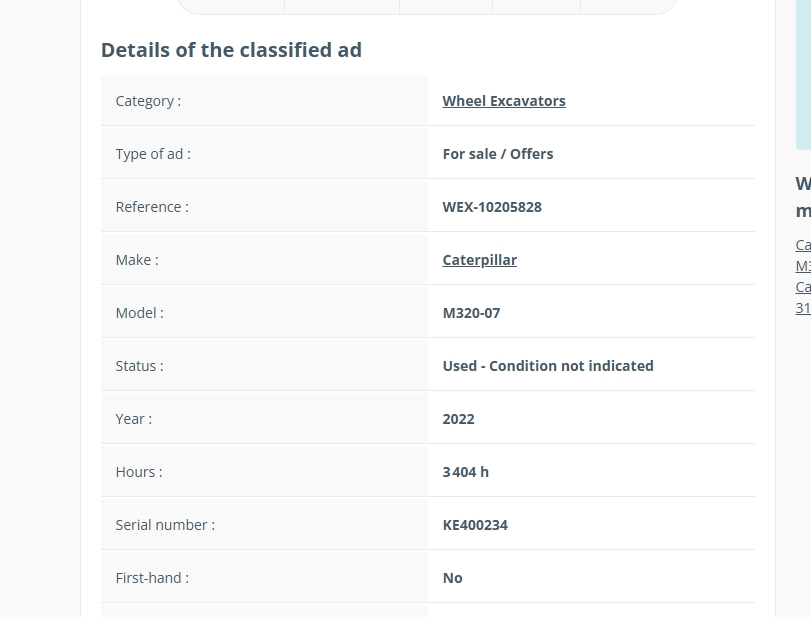 Details of the classified ad
Category : Wheel Excavators
Type of ad : For sale / Offers
Reference : WEX-10205828
Make : Caterpillar
Model : M320-07
Status : Used - Condition not indicated
Year : 2022
Hours : 3 404 h
Serial number : KE400234
First-hand : No
W
m
Ca
M3
Ca
31